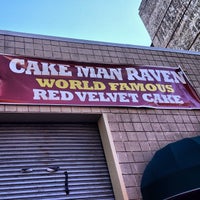 CAKE MAN RAVEN
WORLD FAMOUS
RED VELVET CAKE